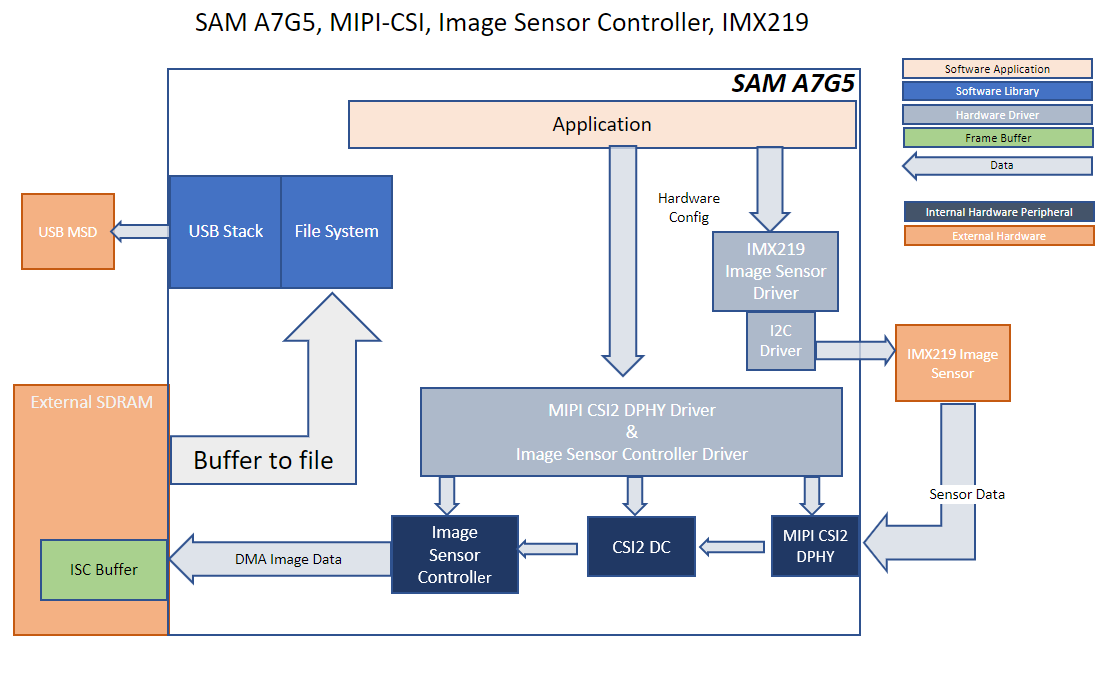 SAM A7G5, MIPI-CSI, Image Sensor Controller, IMX219
SAM A7G5
Application
Software Application
Software Library
Hardware Driver
Frame Buffer
Data
Internal Hardware Peripheral
External Hardware
Hardware
Config
USB MSD
USB Stack
File System
IMX219
Image Sensor
Driver
I2C
Driver
IMX219 Image
Sensor
External SDRAM
MIPI CSI2 DPHY Driver
&
Image Sensor Controller Driver
Buffer to file
Sensor Data
Image
Sensor
Controller
CSI2 DC
MIPI CSI2
DPHY
DMA Image Data
ISC Buffer